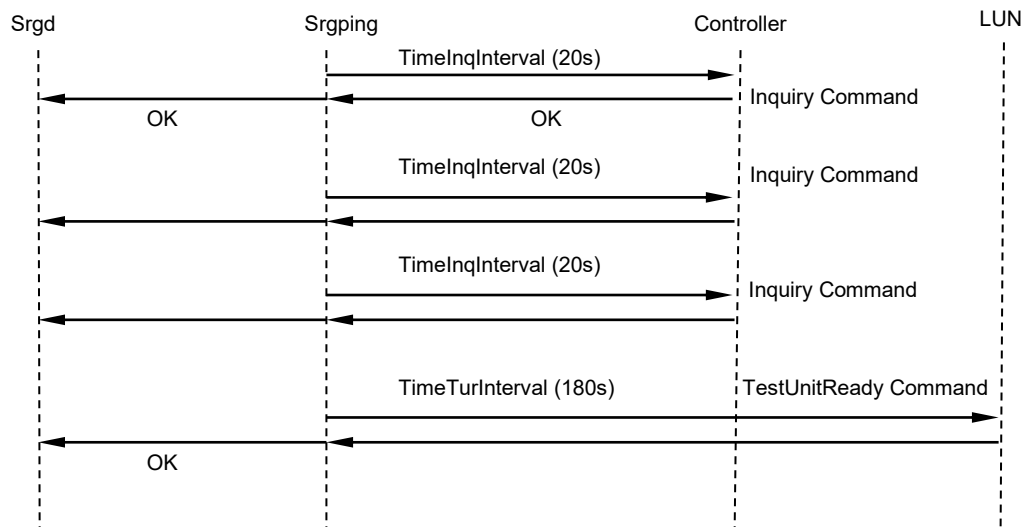 Srgd Srgping Controller LUN
TimeInqInterval (20s)
Inquiry Command
OK OK
TimeInqInterval (20s) Inquiry Command
TimeInqInterval (20s)
Inquiry Command
TimeTurInterval (180s) TestUnitReady Command
OK